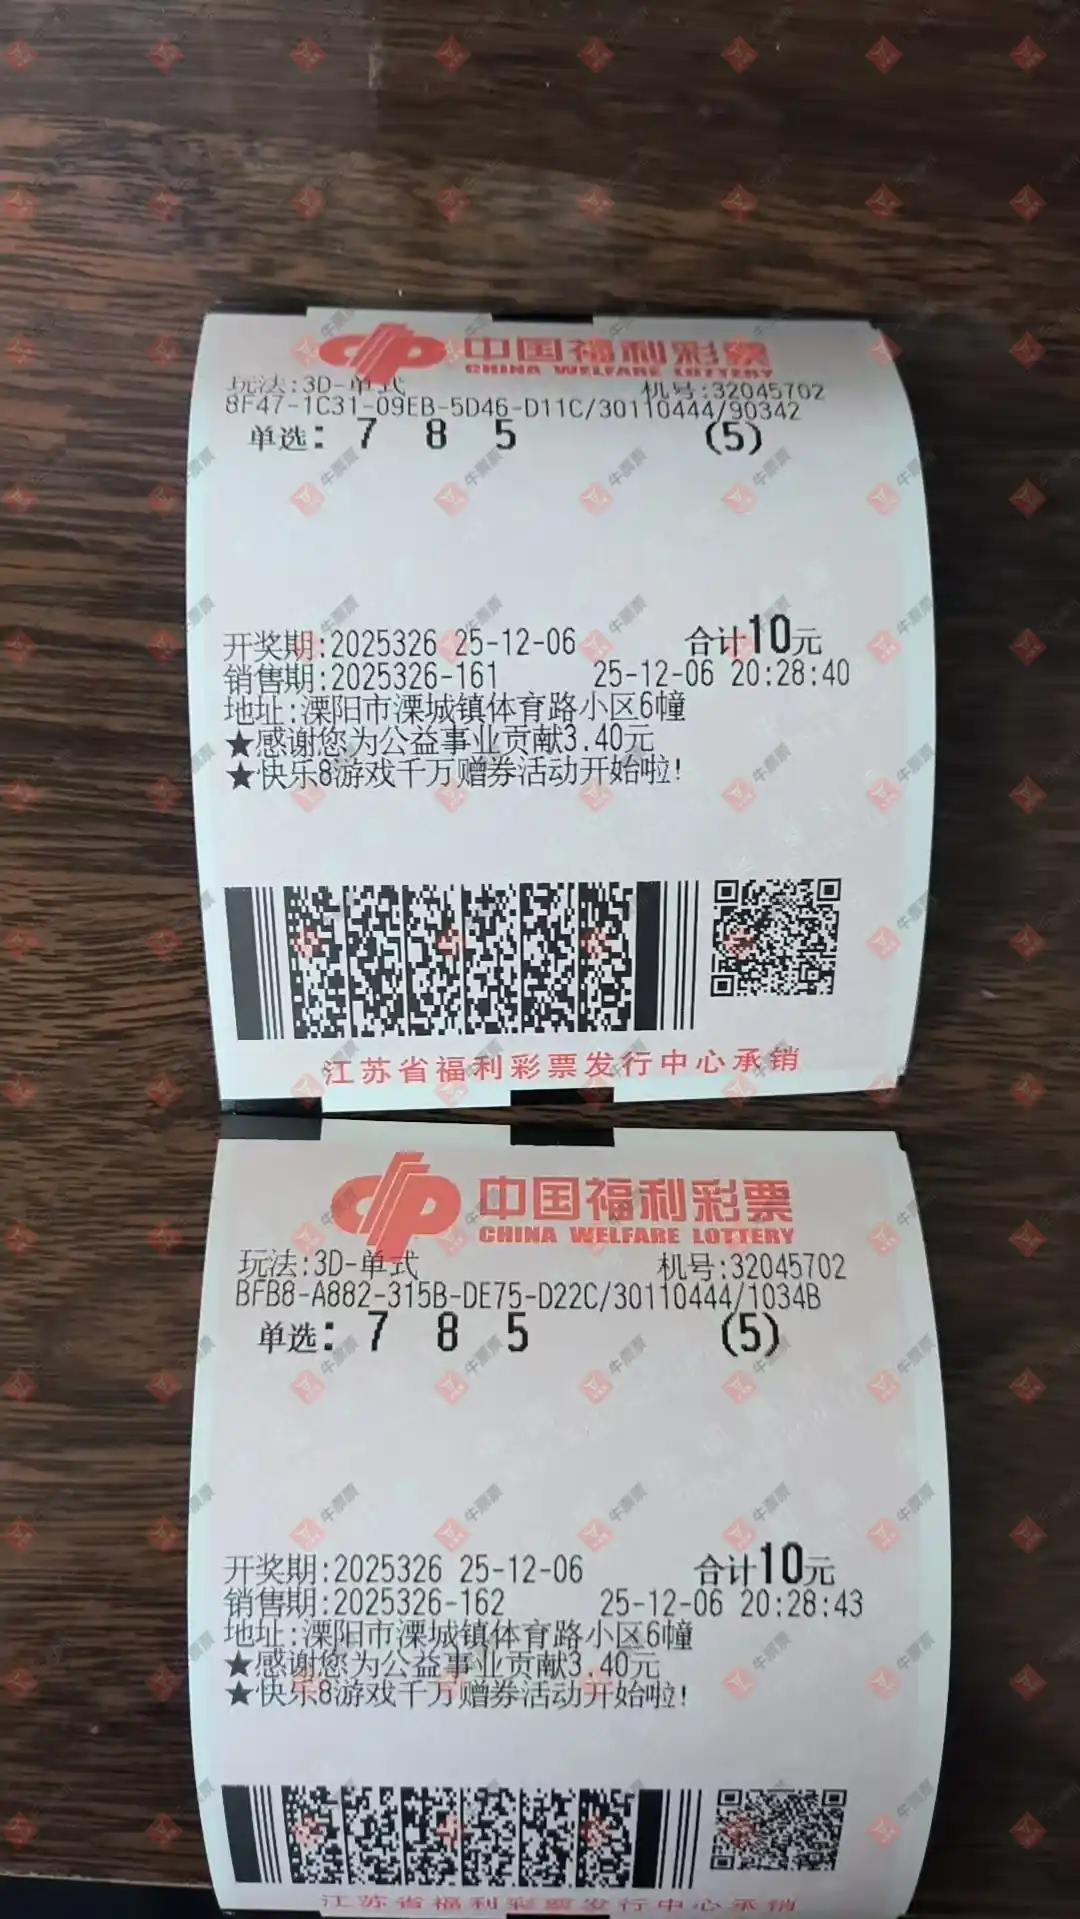 中国福利彩票
CHINA WELFARE LOTTERY
玩法:3D-单式 机号:32045702
8F47-1C31-09EB-5D46-D11C/30110444/90342
单选: 7 8 5 (5)
开奖期:2025326 25-12-06 合计10元
销售期:2025326-161 25-12-06 20:28:40
地址:溧阳市溧城镇体育路小区6幢
★感谢您为公益事业贡献3.40元
★快乐8游戏千万赠券活动开始啦!
江苏省福利彩票发行中心承销
中国福利彩票
CHINA WELFARE LOTTERY
玩法:3D-单式 机号:32045702
BFB8-A882-315B-DE75-D22C/30110444/1034B
单选: 7 8 5 (5)
开奖期:2025326 25-12-06 合计10元
销售期:2025326-162 25-12-06 20:28:43
地址:溧阳市溧城镇体育路小区6幢
★感谢您为公益事业贡献3.40元
★快乐8游戏千万赠券活动开始啦!
江苏省福利彩票发行中心承销
牛票票